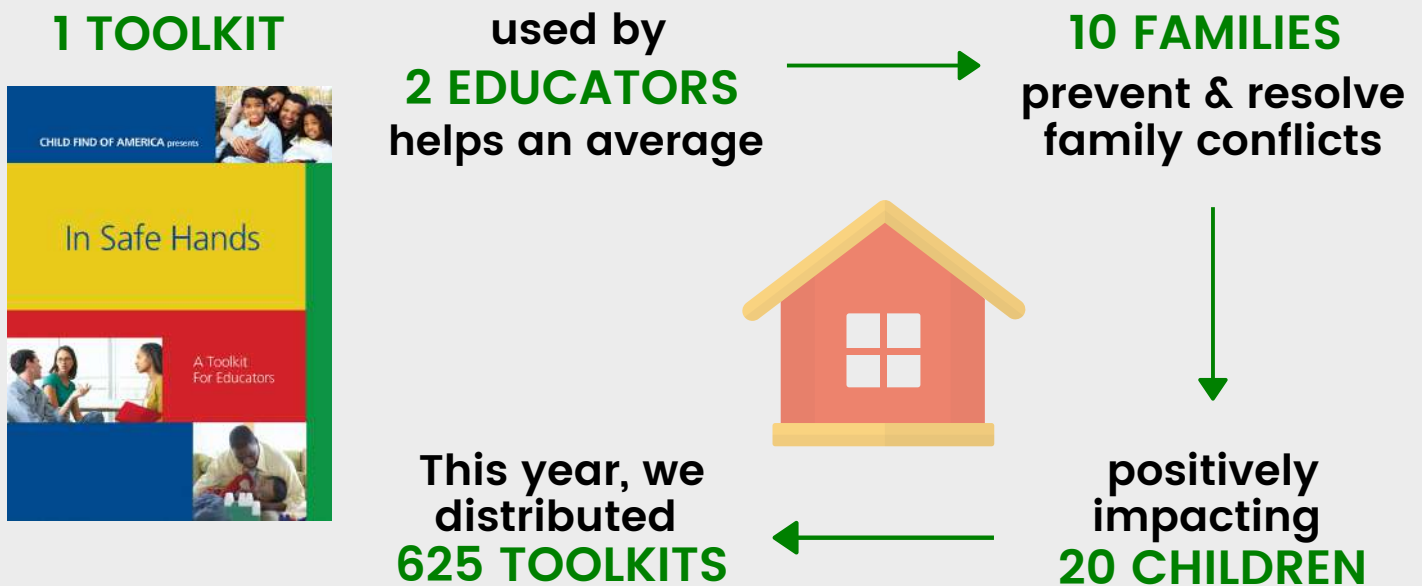 1 TOOLKIT
CHILD FIND OF AMERICA presents
In Safe Hands
A Toolkit
For Educators
used by
2 EDUCATORS
helps an average
10 FAMILIES
prevent & resolve
family conflicts
positively
impacting
20 CHILDREN
This year, we
distributed
625 TOOLKITS